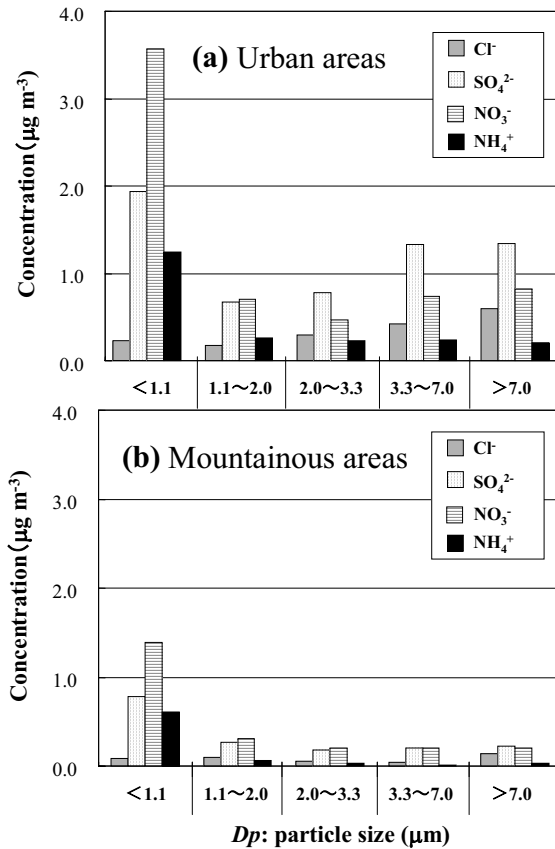 4.0
3.0
2.0
1.0
0.0
Concentration(μg m-3)
(a) Urban areas
Cl-
SO42-
NO3-
NH4+
<1.1
1.1～2.0
2.0～3.3
3.3～7.0
>7.0
4.0
3.0
2.0
1.0
0.0
Concentration(μg m-3)
(b) Mountainous areas
Cl-
SO42-
NO3-
NH4+
<1.1
1.1～2.0
2.0～3.3
3.3～7.0
>7.0
Dp: particle size (μm)